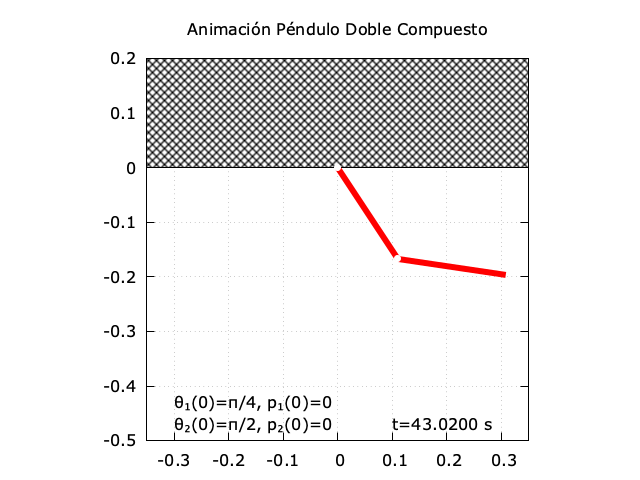 Animación Péndulo Doble Compuesto
0.2
0.1
0
-0.1
-0.2
-0.3
-0.4
-0.5
θ₁(0)=π/4, p₁(0)=0
θ₂(0)=π/2, p₂(0)=0 t=43.0200 s
-0.3 -0.2 -0.1 0 0.1 0.2 0.3